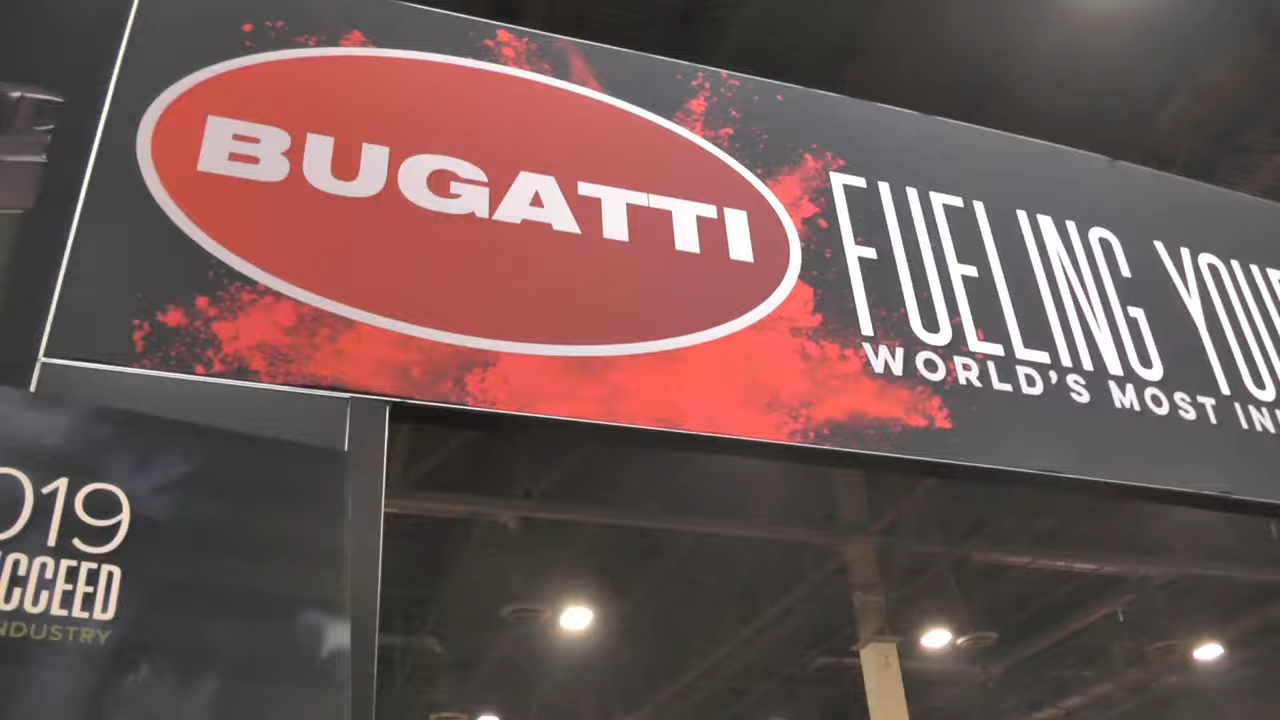 BUGATTI
FUELING YOU
WORLD'S MOST IN
019
CCEED
NDUSTRY